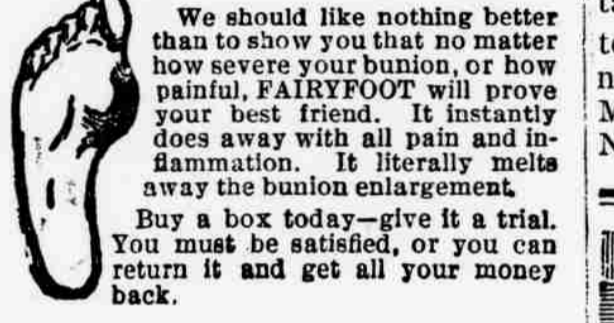 We should like nothing better
than to show you that no matter
how severe your bunion, or how
painful, FAIRYFOOT will prove
your best friend. It instantly
does away with all pain and in-
flammation. It literally melts
away the bunion enlargement.
Buy a box today—give it a trial.
You must be satisfied, or you can
return it and get all your money
back.